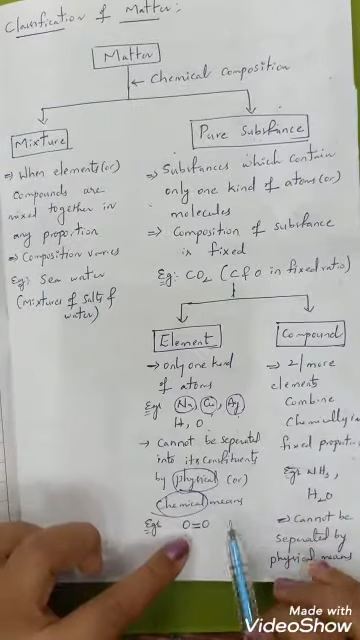 Classification of Matter:
Matter
Chemical composition
Mixture
⇒ When elements (or)
compounds are
mixed together in
any proportion
⇒ Composition varies
Eg: Sea water
(Mixtures of Salts &
water)
Pure Substance
⇒ Substances which contain
only one kind of atoms (or)
molecules
⇒ Composition of substance
is fixed
Eg: CO2 (C & O in fixed ratio)
Element
→ only one kind
of atoms
Eg: Na, Cu, Ag
H, O
→ Cannot be seperated
into its constituents
by physical (or)
chemical means
Eg: O=O
Compound
⇒ 2/more
elements
Combine
Chemically in
fixed proportion
Eg: NH3,
H2O
⇒ Cannot be
seperated by
physical means
Made with
VideoShow